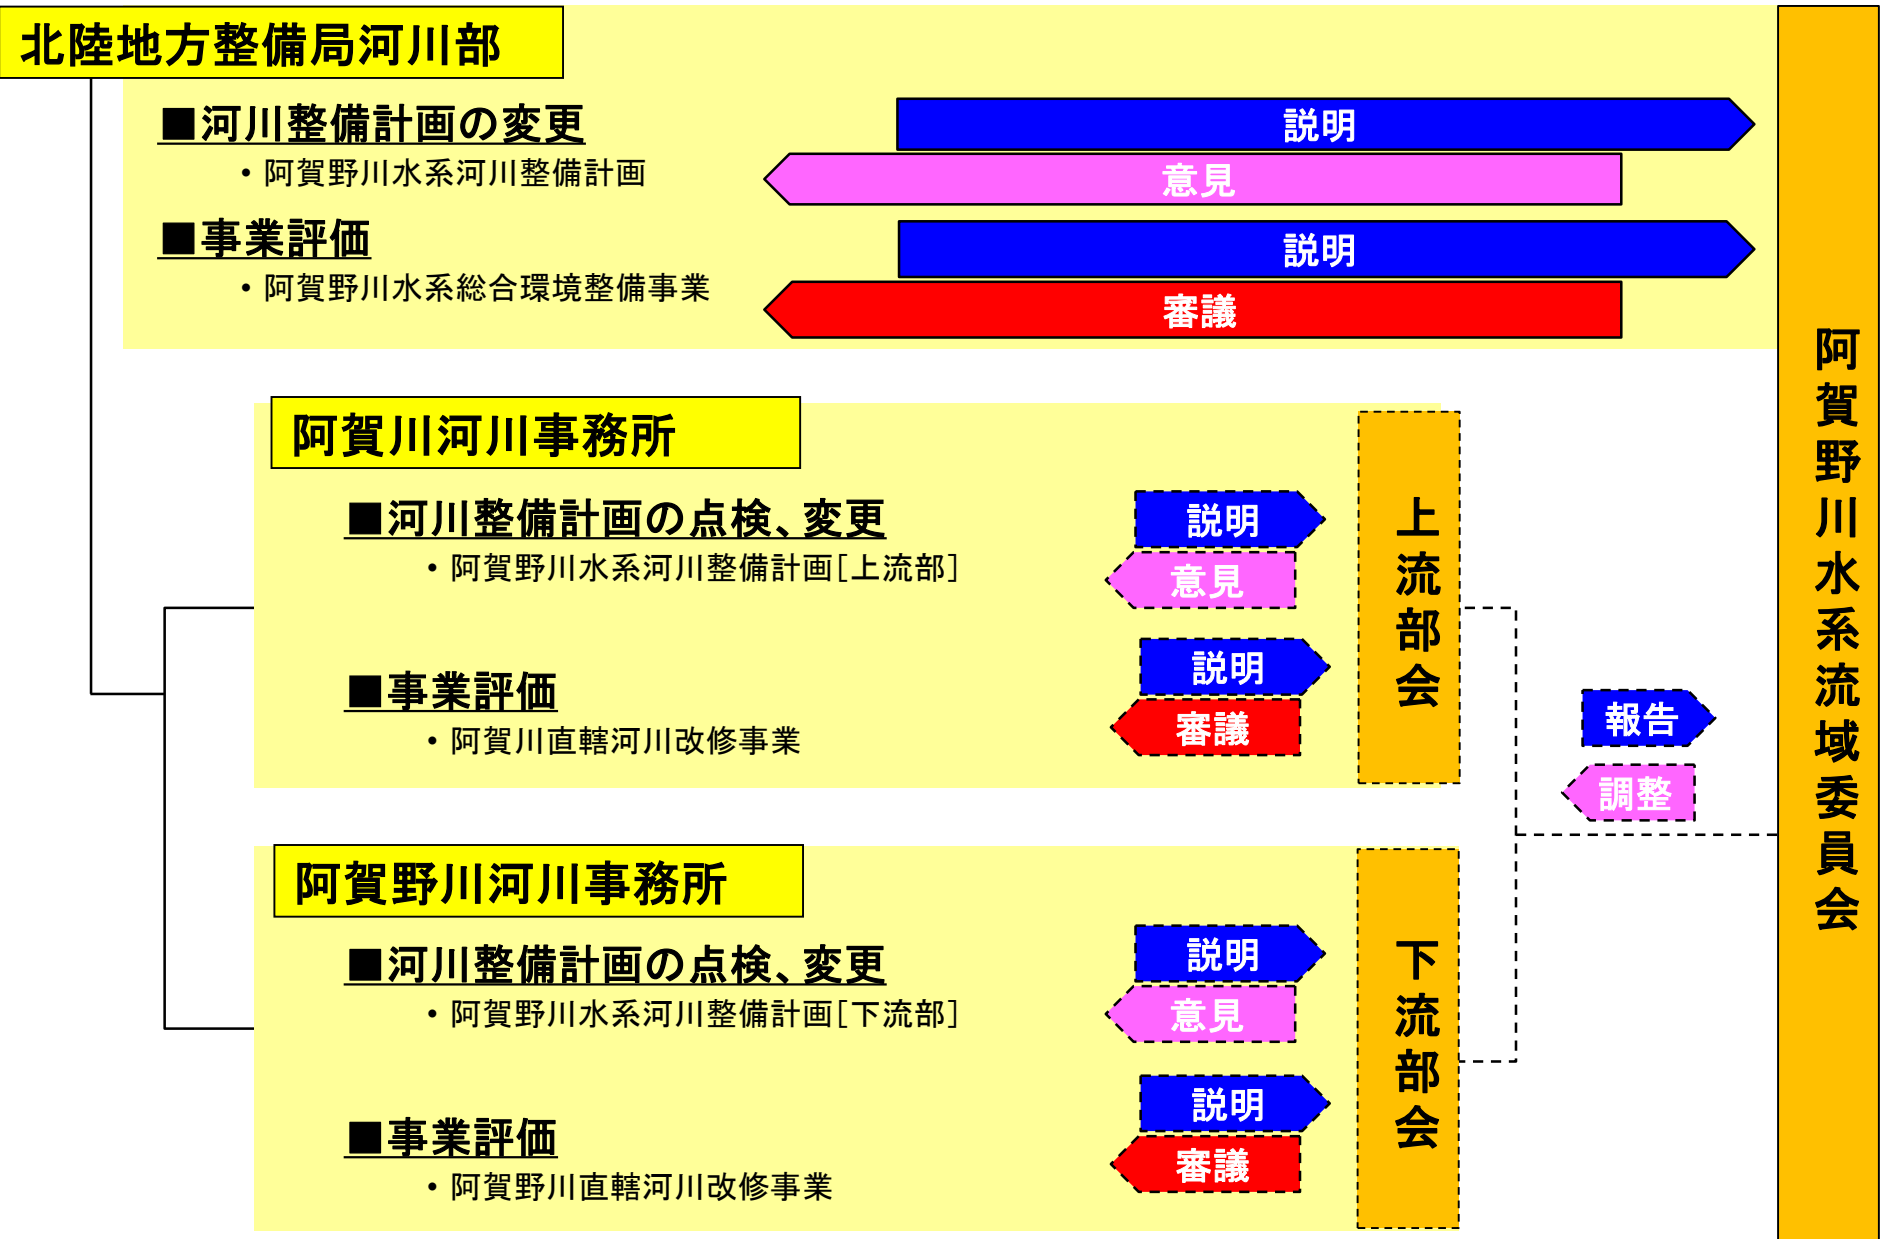 北陸地方整備局河川部
■河川整備計画の変更
・阿賀野川水系河川整備計画
説明
意見
■事業評価
・阿賀野川水系総合環境整備事業
説明
審議
阿賀川河川事務所
■河川整備計画の点検、変更
・阿賀野川水系河川整備計画[上流部]
説明
意見
■事業評価
・阿賀川直轄河川改修事業
説明
審議
上流部会
阿賀野川河川事務所
■河川整備計画の点検、変更
・阿賀野川水系河川整備計画[下流部]
説明
意見
■事業評価
・阿賀野川直轄河川改修事業
説明
審議
下流部会
報告
調整
阿賀野川水系流域委員会